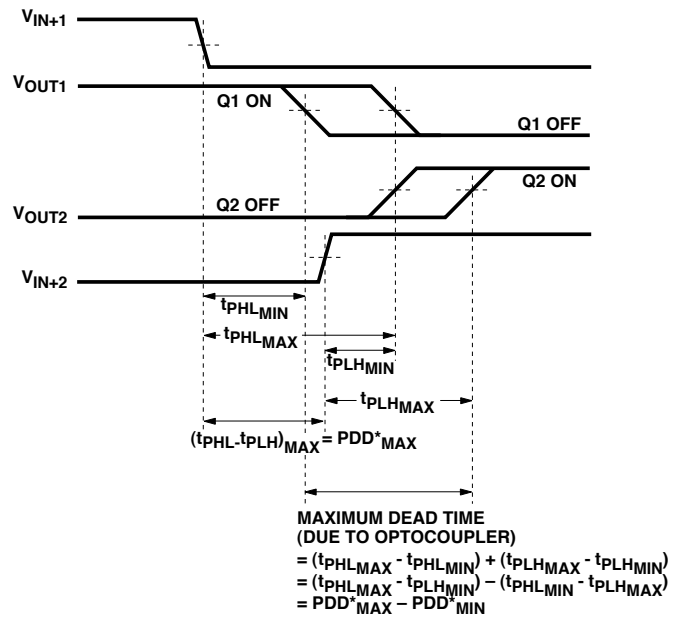 VIN+1
VOUT1
Q1 ON
Q1 OFF
Q2 ON
Q2 OFF
VOUT2
VIN+2
tPHLMIN
tPHLMAX
tPLHMIN
tPLHMAX
(tPHL-tPLH)MAX = PDD*MAX
MAXIMUM DEAD TIME
(DUE TO OPTOCOUPLER)
= (tPHLMAX - tPHLMIN) + (tPLHMAX - tPLHMIN)
= (tPHLMAX - tPLHMIN) – (tPHLMIN - tPLHMAX)
= PDD*MAX – PDD*MIN